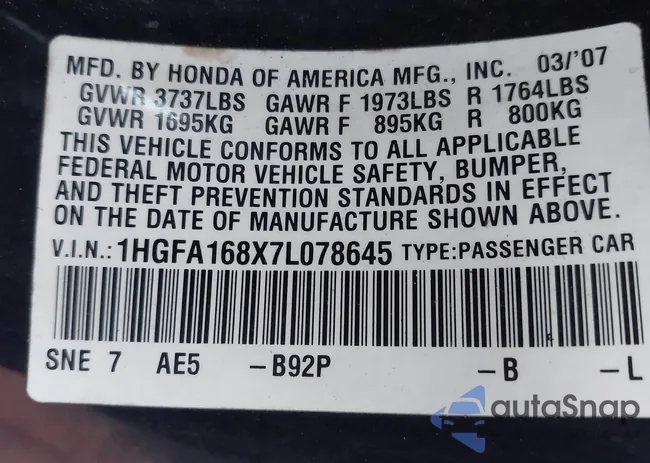 MFD. BY HONDA OF AMERICA MFG., INC. 03/'07
GVWR 3737LBS GAWR F 1973LBS R 1764LBS
GVWR 1695KG GAWR F 895KG R 800KG
THIS VEHICLE CONFORMS TO ALL APPLICABLE
FEDERAL MOTOR VEHICLE SAFETY, BUMPER,
AND THEFT PREVENTION STANDARDS IN EFFECT
ON THE DATE OF MANUFACTURE SHOWN ABOVE.
V.I.N.: 1HGFA168X7L078645 TYPE:PASSENGER CAR
SNE 7 AE5 -B92P -B -L
autoSnap